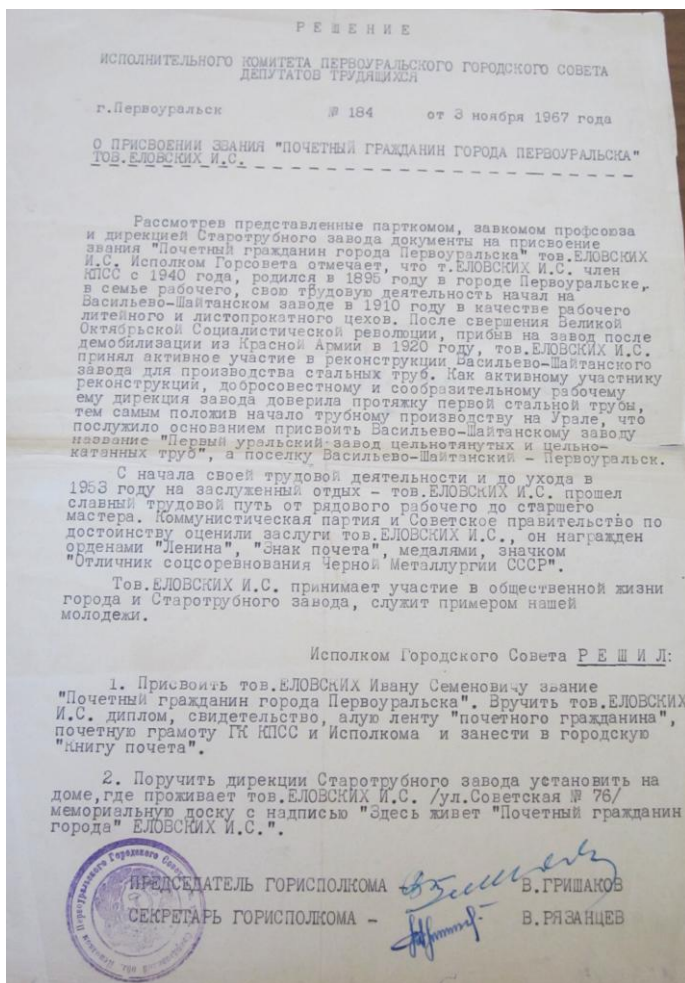 РЕШЕНИЕ
ИСПОЛНИТЕЛЬНОГО КОМИТЕТА ПЕРВОУРАЛЬСКОГО ГОРОДСКОГО СОВЕТА
ДЕПУТАТОВ ТРУДЯЩИХСЯ
г.Первоуральск № 184 от 3 ноября 1967 года
О ПРИСВОЕНИИ ЗВАНИЯ "ПОЧЕТНЫЙ ГРАЖДАНИН ГОРОДА ПЕРВОУРАЛЬСКА"
ТОВ.ЕЛОВСКИХ И.С.
Рассмотрев представленные парткомом, завкомом профсоюза
и дирекцией Старотрубного завода документы на присвоение
звания "Почетный гражданин города Первоуральска" тов.ЕЛОВСКИХ
И.С. Исполком Горсовета отмечает, что т.ЕЛОВСКИХ И.С. член
КПСС с 1940 года, родился в 1895 году в городе Первоуральске,
в семье рабочего, свою трудовую деятельность начал на
Васильево-Шайтанском заводе в 1910 году в качестве рабочего
литейного и листопрокатного цехов. После свершения Великой
Октябрьской Социалистической революции, прибыв на завод после
демобилизации из Красной Армии в 1920 году, тов.ЕЛОВСКИХ И.С.
принял активное участие в реконструкции Васильево-Шайтанского
завода для производства стальных труб. Как активному участнику
реконструкции, добросовестному и сообразительному рабочему
ему дирекция завода доверила протяжку первой стальной трубы,
тем самым положив начало трубному производству на Урале, что
послужило основанием присвоить Васильево-Шайтанскому заводу
название "Первый уральский завод цельнотянутых и цельно-
катанных труб", а поселку Васильево-Шайтанский - Первоуральск.
С начала своей трудовой деятельности и до ухода в
1953 году на заслуженный отдых - тов.ЕЛОВСКИХ И.С. прошел
славный трудовой путь от рядового рабочего до старшего
мастера. Коммунистическая партия и Советское правительство по
достоинству оценили заслуги тов.ЕЛОВСКИХ И.С., он награжден
орденами "Ленина", "Знак почета", медалями, значком
"Отличник соцсоревнования Черной Металлургии СССР".
Тов.ЕЛОВСКИХ И.С. принимает участие в общественной жизни
города и Старотрубного завода, служит примером нашей
молодежи.
Исполком Городского Совета Р Е Ш И Л:
1. Присвоить тов.ЕЛОВСКИХ Ивану Семеновичу звание
"Почетный гражданин города Первоуральска". Вручить тов.ЕЛОВСКИХ
И.С. диплом, свидетельство, алую ленту "почетного гражданина",
почетную грамоту ГК КПСС и Исполкома и занести в городскую
"Книгу почета".
2. Поручить дирекции Старотрубного завода установить на
доме,где проживает тов.ЕЛОВСКИХ И.С. /ул.Советская № 76/
мемориальную доску с надписью "Здесь живет "Почетный гражданин
города" ЕЛОВСКИХ И.С.".
ПРЕДСЕДАТЕЛЬ ГОРИСПОЛКОМА - В.ГРИШАКОВ
СЕКРЕТАРЬ ГОРИСПОЛКОМА - В.РЯЗАНЦЕВ